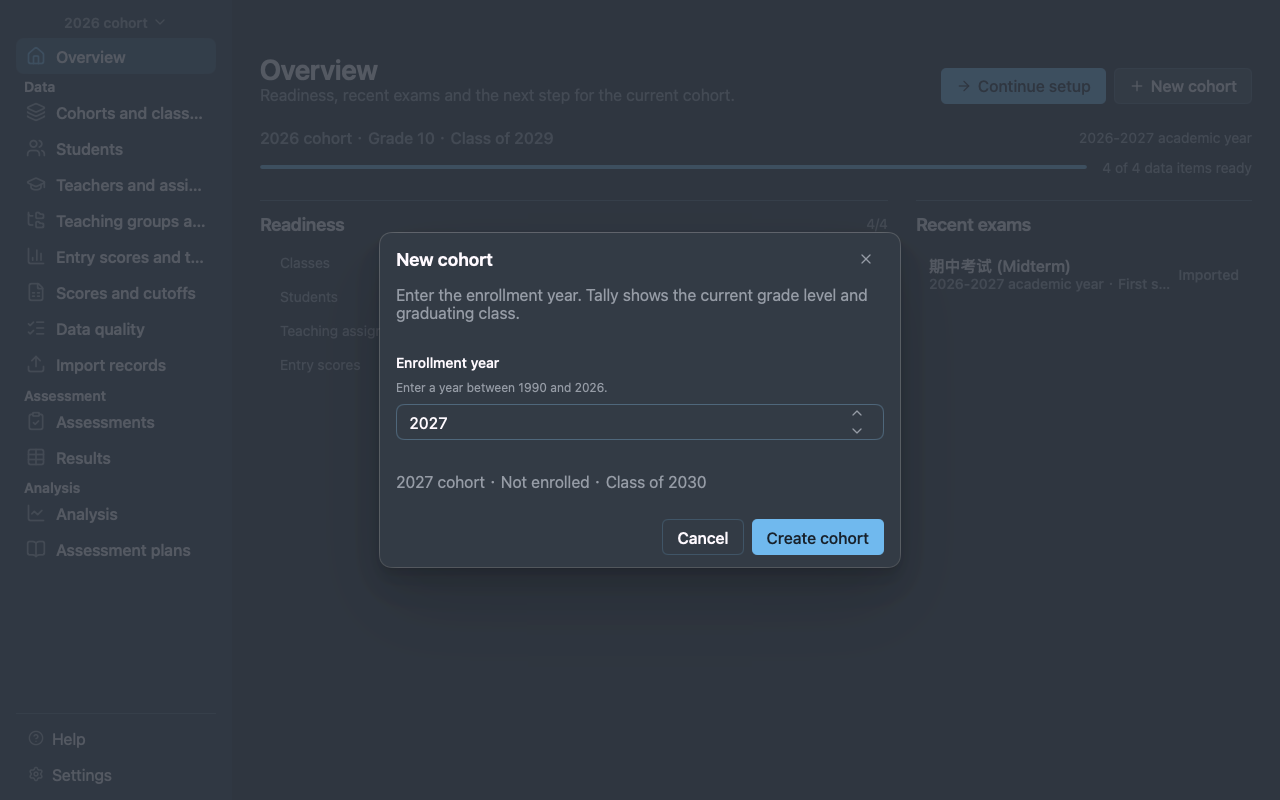 2026 cohort
Overview
Data
Cohorts and class...
Students
Teachers and assi...
Teaching groups a...
Entry scores and t...
Scores and cutoffs
Data quality
Import records
Assessment
Assessments
Results
Analysis
Analysis
Assessment plans
Help
Settings
Overview
Readiness, recent exams and the next step for the current cohort.
Continue setup
New cohort
2026 cohort · Grade 10 · Class of 2029
2026-2027 academic year
4 of 4 data items ready
Readiness
4/4
Classes
Students
Teaching assig
Entry scores
Recent exams
期中考试 (Midterm)
2026-2027 academic year · First s...
Imported
New cohort
Enter the enrollment year. Tally shows the current grade level and
graduating class.
Enrollment year
Enter a year between 1990 and 2026.
2027
2027 cohort · Not enrolled · Class of 2030
Cancel
Create cohort